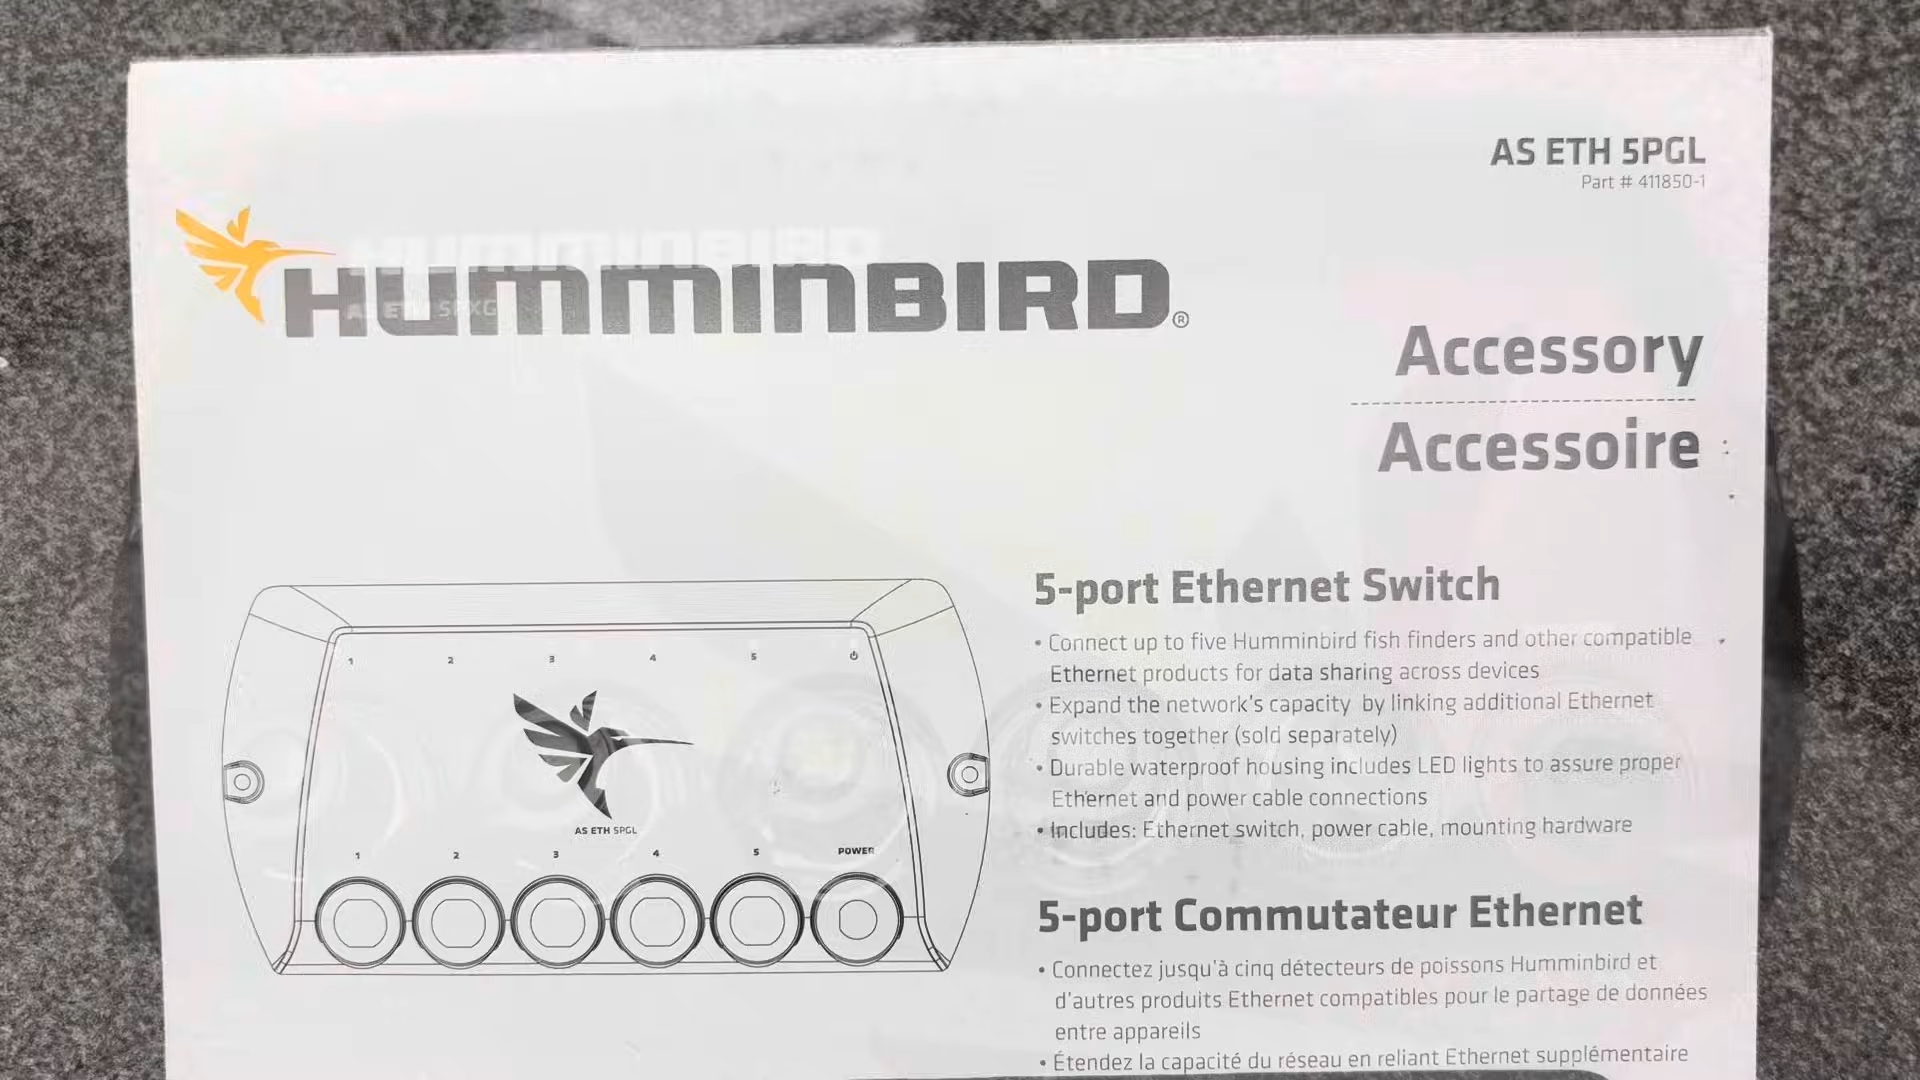 AS ETH 5PGL
Part # 411850-1
HUMMINBIRD®
HUMMINBIRD
AS ETH 5PXG
Accessory
Accessoire
1 2 3 4 5
AS ETH 5PGL
1 2 3 4 5 POWER
5-port Ethernet Switch
• Connect up to five Humminbird fish finders and other compatible
Ethernet products for data sharing across devices
• Expand the network's capacity by linking additional Ethernet
switches together (sold separately)
• Durable waterproof housing includes LED lights to assure proper
Ethernet and power cable connections
• Includes: Ethernet switch, power cable, mounting hardware
5-port Commutateur Ethernet
• Connectez jusqu'à cinq détecteurs de poissons Humminbird et
d'autres produits Ethernet compatibles pour le partage de données
entre appareils
• Étendez la capacité du réseau en reliant Ethernet supplémentaire